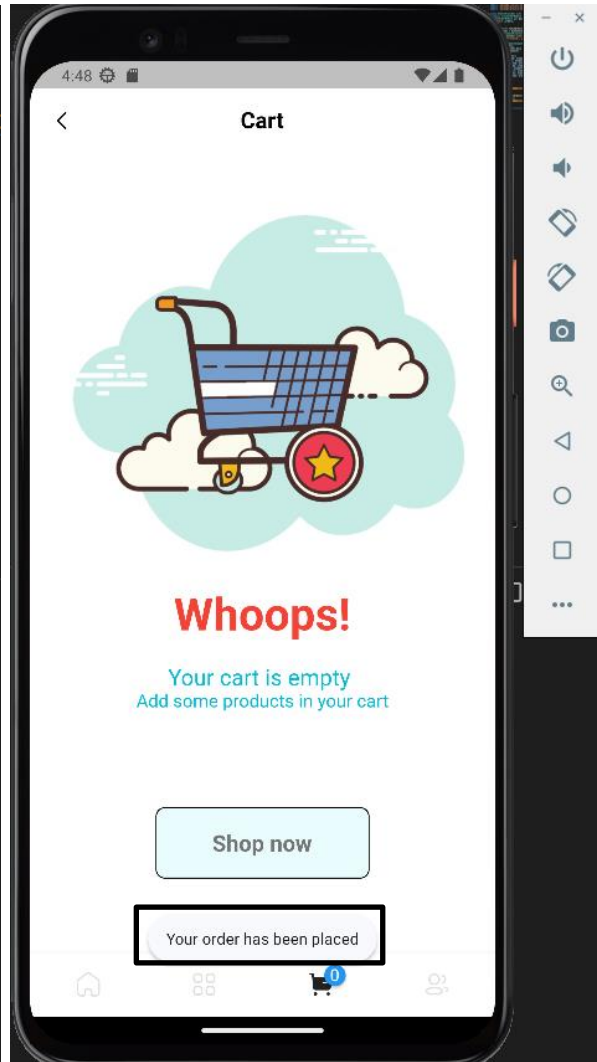 4:48
Cart
Whoops!
Your cart is empty
Add some products in your cart
Shop now
Your order has been placed
0